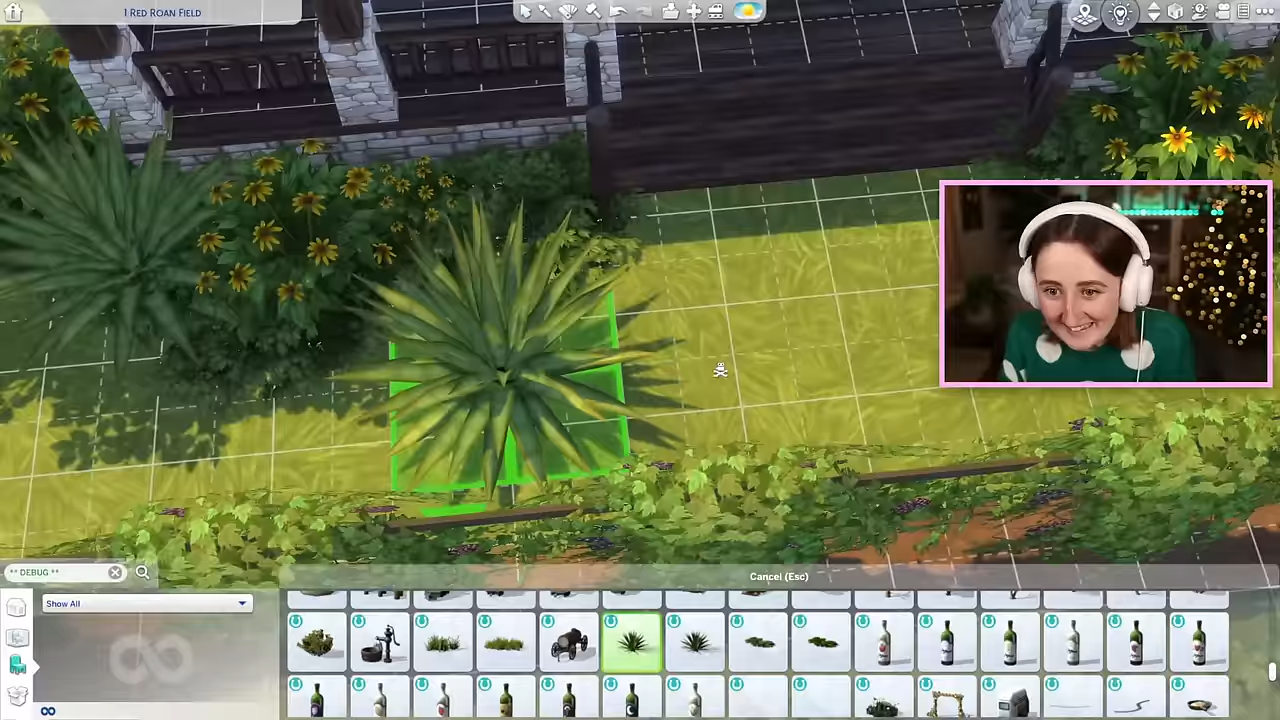 1 RED ROAN FIELD
Cancel (Esc)
** DEBUG **
Show All